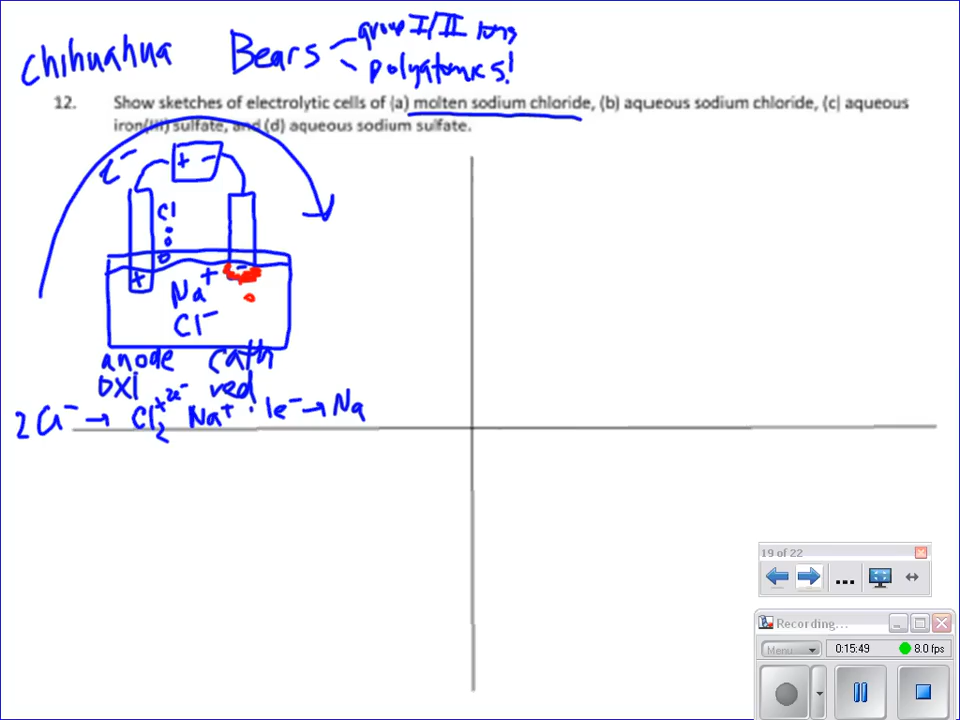 Chihuahua Bears group I/II ions
polyatomics!
12. Show sketches of electrolytic cells of (a) molten sodium chloride, (b) aqueous sodium chloride, (c) aqueous
iron(III) sulfate, and (d) aqueous sodium sulfate.
e⁻
+ -
Cl
+ -
Na⁺
Cl⁻
anode cath
oxi red
2Cl⁻ → Cl₂ + 2e⁻ Na⁺ + 1e⁻ → Na
19 of 22
...
Recording...
Menu 0:15:49 8.0 fps